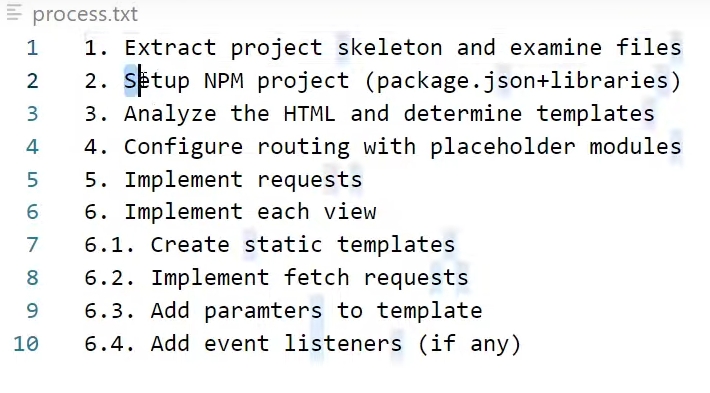 process.txt
1 1. Extract project skeleton and examine files
2 2. Setup NPM project (package.json+libraries)
3 3. Analyze the HTML and determine templates
4 4. Configure routing with placeholder modules
5 5. Implement requests
6 6. Implement each view
7 6.1. Create static templates
8 6.2. Implement fetch requests
9 6.3. Add paramters to template
10 6.4. Add event listeners (if any)